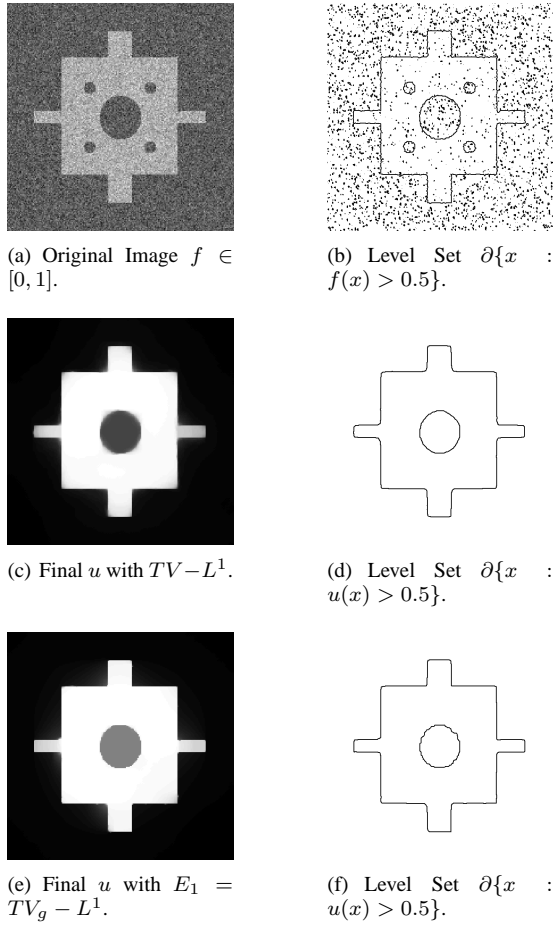 (a) Original Image f ∈
[0, 1].
(b) Level Set ∂{x :
f(x) > 0.5}.
(c) Final u with TV−L¹.
(d) Level Set ∂{x :
u(x) > 0.5}.
(e) Final u with E₁ =
TV_g − L¹.
(f) Level Set ∂{x :
u(x) > 0.5}.